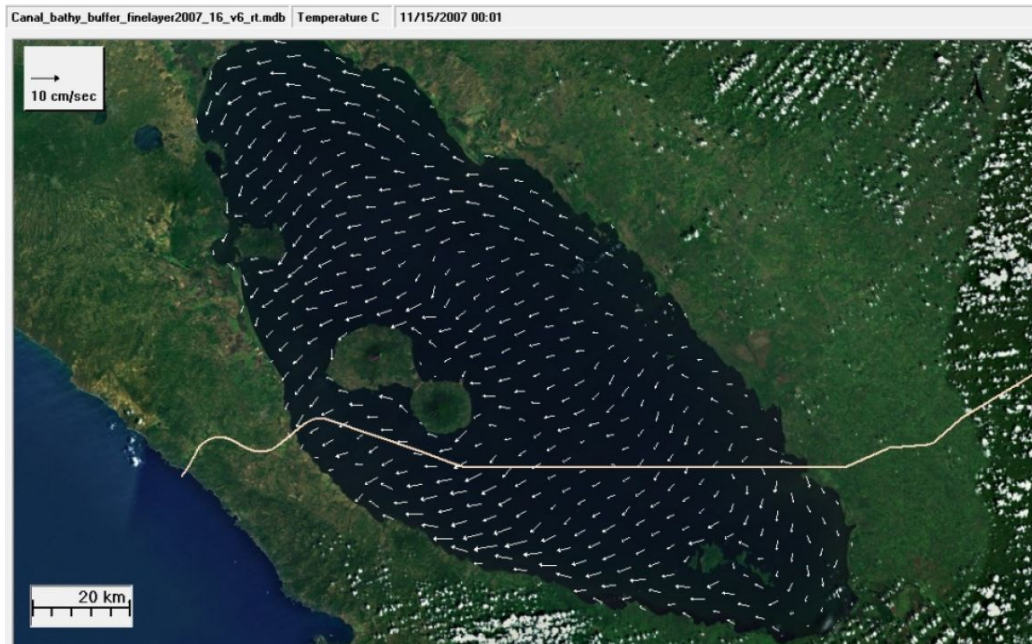 Canal_bathy_buffer_finelayer2007_16_v6_rt.mdb Temperature C 11/15/2007 00:01
10 cm/sec
20 km